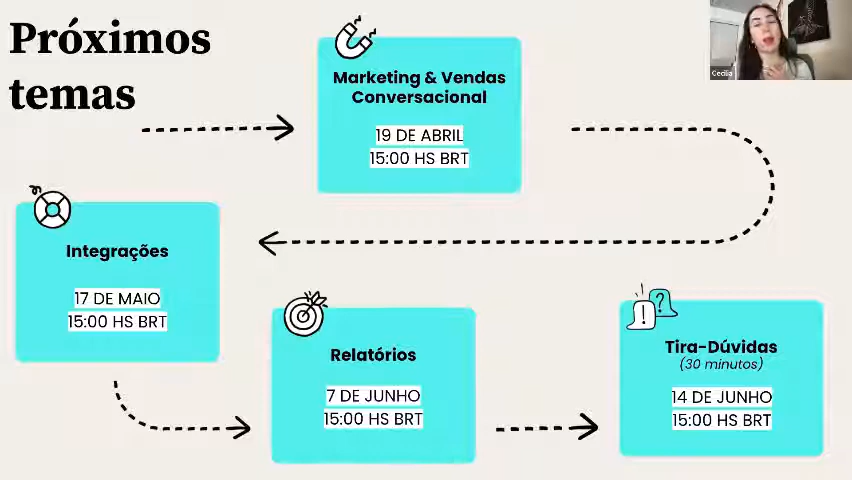 Próximos
temas
Cecilia
Marketing & Vendas
Conversacional
19 DE ABRIL
15:00 HS BRT
Integrações
17 DE MAIO
15:00 HS BRT
Relatórios
7 DE JUNHO
15:00 HS BRT
Tira-Dúvidas
(30 minutos)
14 DE JUNHO
15:00 HS BRT